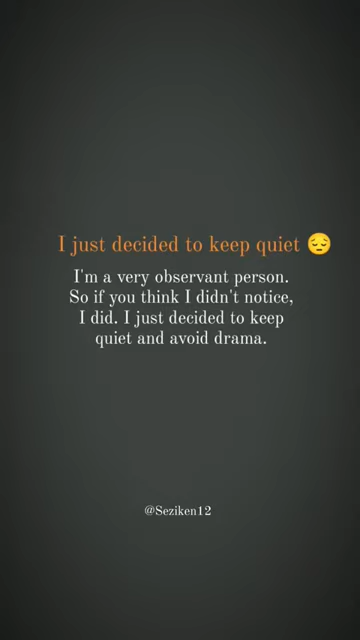 I just decided to keep quiet 😔
I'm a very observant person.
So if you think I didn't notice,
I did. I just decided to keep
quiet and avoid drama.
@Seziken12